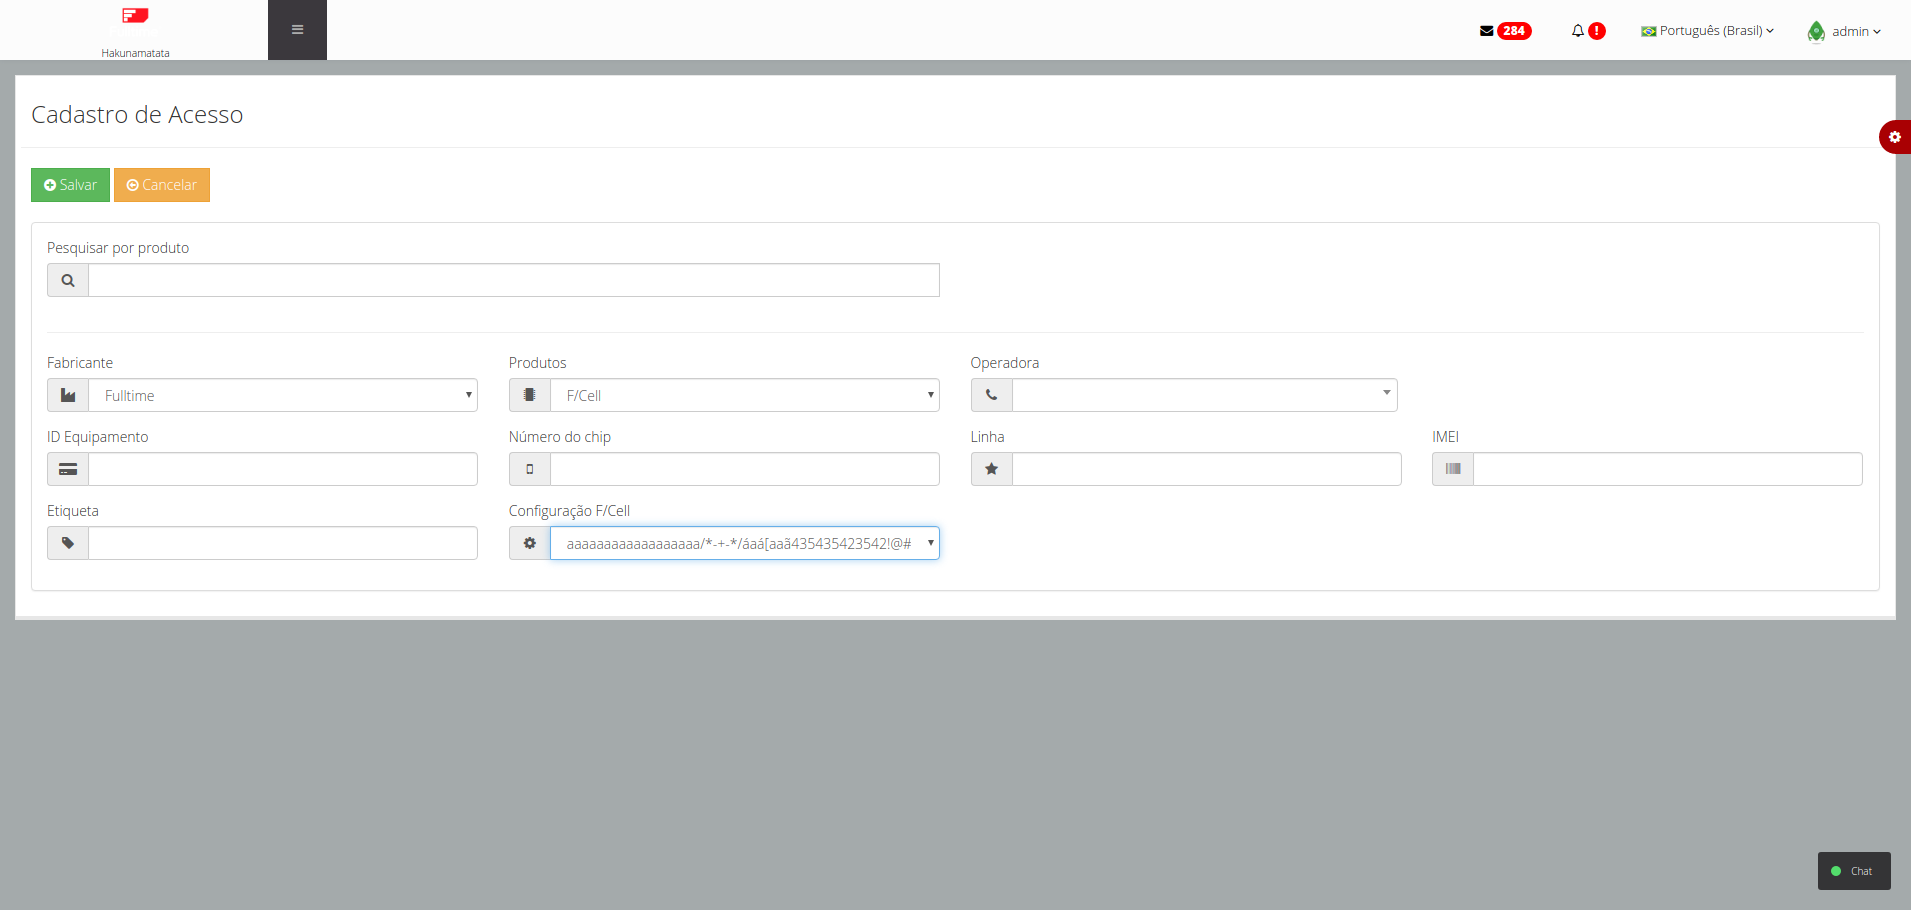 Hakunamatata
284
!
Português (Brasil)
admin
Cadastro de Acesso
Salvar
Cancelar
Pesquisar por produto
Fabricante
Produtos
Operadora
Fulltime
F/Cell
ID Equipamento
Número do chip
Linha
IMEI
Etiqueta
Configuração F/Cell
aaaaaaaaaaaaaaaaaa/*-+-*/áaá[aaã435435423542!@#
Chat